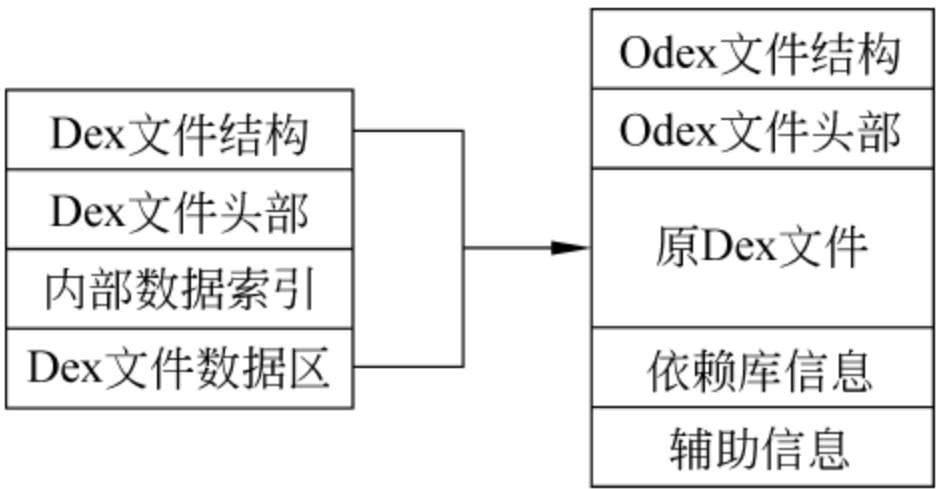 Dex文件结构
Dex文件头部
内部数据索引
Dex文件数据区
Odex文件结构
Odex文件头部
原Dex文件
依赖库信息
辅助信息